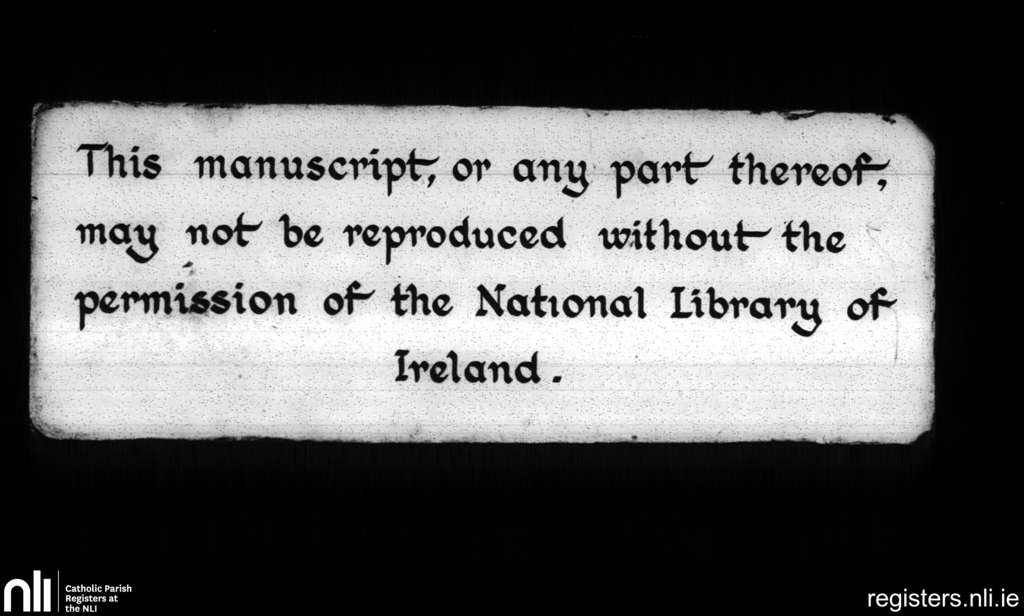 This manuscript, or any part thereof,
may not be reproduced without the
permission of the National Library of
Ireland.
nli
Catholic Parish
Registers at
the NLI
registers.nli.ie